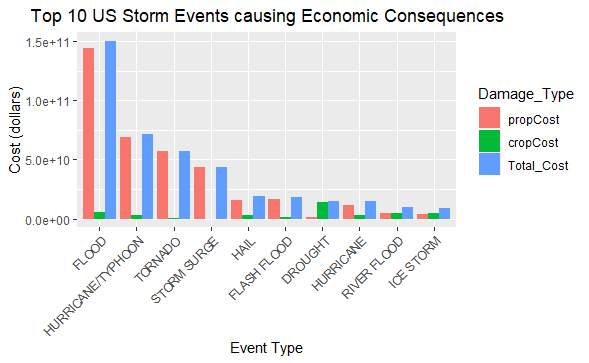 Top 10 US Storm Events causing Economic Consequences
1.5e+11
1.0e+11
5.0e+10
0.0e+00
Cost (dollars)
FLOOD
HURRICANE/TYPHOON
TORNADO
STORM SURGE
HAIL
FLASH FLOOD
DROUGHT
HURRICANE
RIVER FLOOD
ICE STORM
Event Type
Damage_Type
propCost
cropCost
Total_Cost